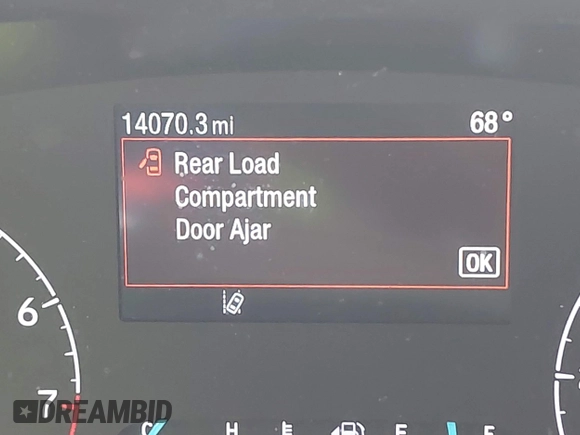 14070.3 mi 68°
Rear Load
Compartment
Door Ajar
OK
6
7
C H E F E
DREAMBID